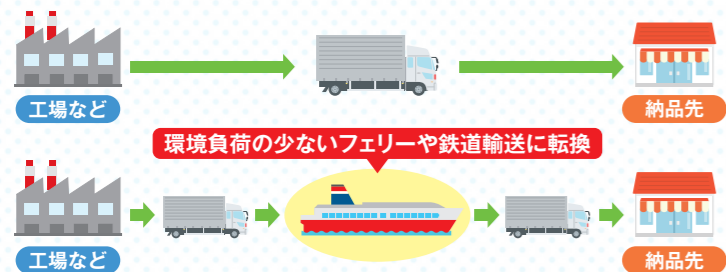 工場など
納品先
環境負荷の少ないフェリーや鉄道輸送に転換
工場など
納品先